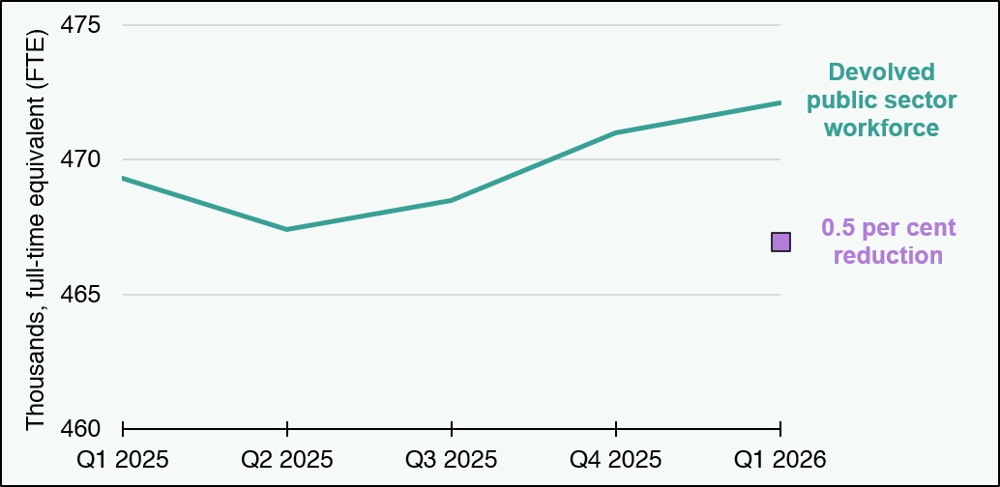 Thousands, full-time equivalent (FTE)
475
470
465
460
Devolved
public sector
workforce
0.5 per cent
reduction
Q1 2025
Q2 2025
Q3 2025
Q4 2025
Q1 2026